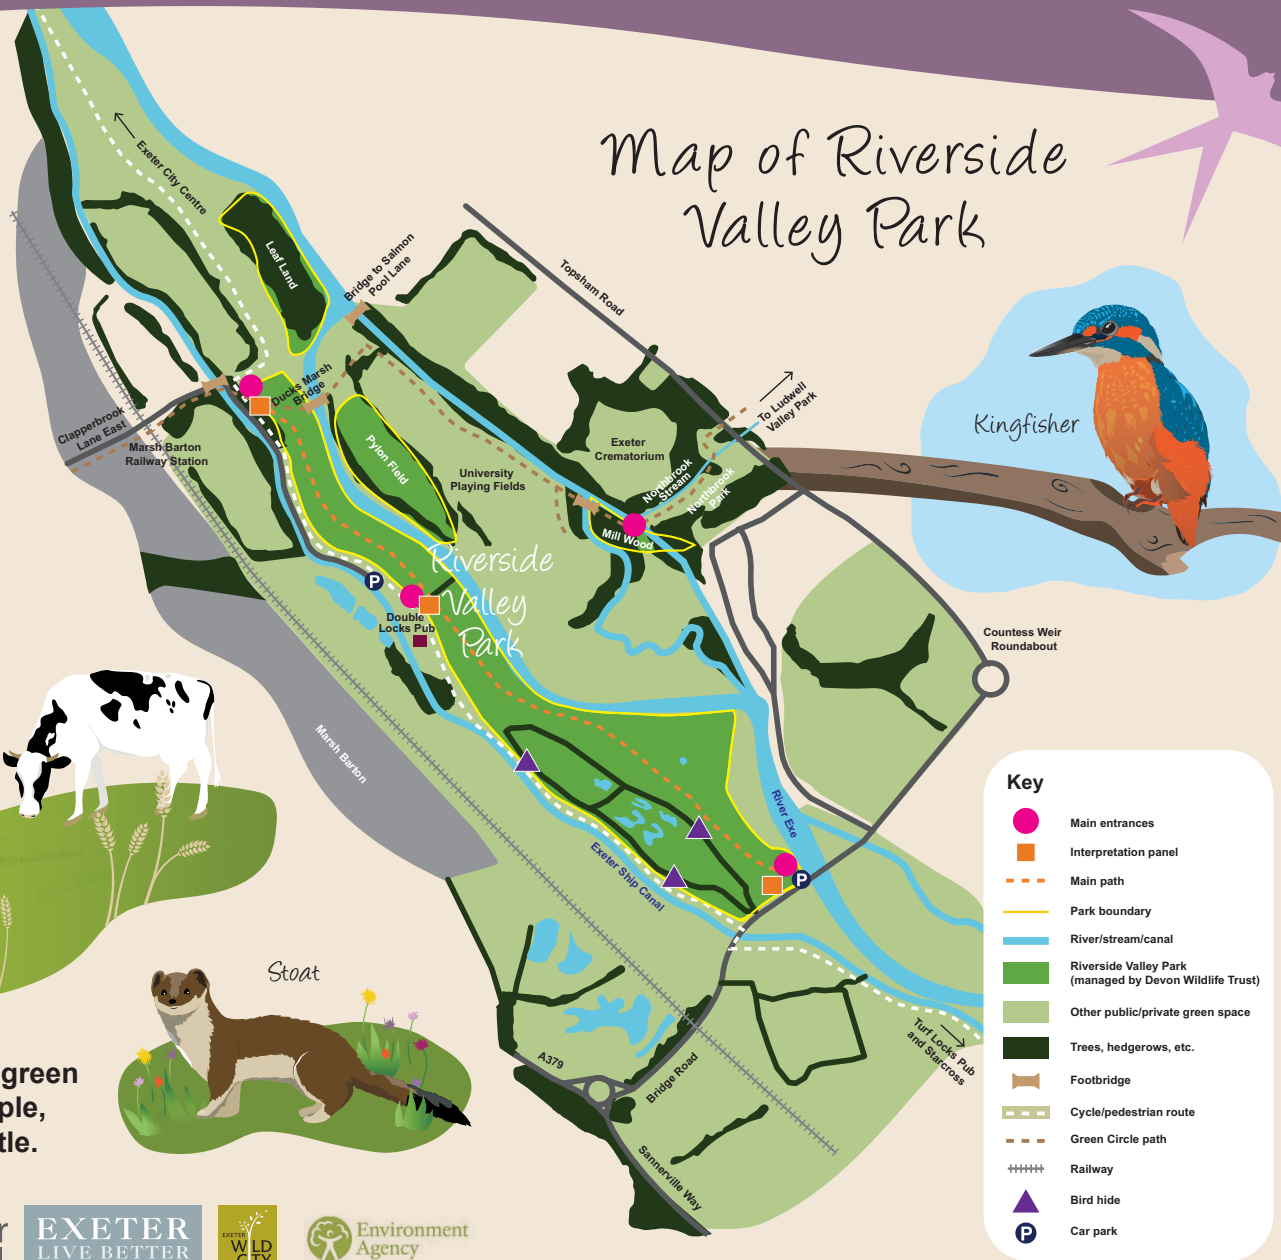 Map of Riverside
Valley Park
Exeter City Centre
Leaf Land
Bridge to Salmon
Pool Lane
Topsham Road
Ducks Marsh
Bridge
Clapperbrook
Lane East
Marsh Barton
Railway Station
Pylon Field
University
Playing Fields
Exeter
Crematorium
To Ludwell
Valley Park
Northbrook
Stream
Northbrook
Park
Mill Wood
Kingfisher
Riverside
Valley
Park
P
Double
Locks Pub
Countess Weir
Roundabout
Marsh Barton
River Exe
Exeter Ship Canal
P
Stoat
Turf Locks Pub
and Starcross
A379
Bridge Road
Sannerville Way
Key
Main entrances
Interpretation panel
Main path
Park boundary
River/stream/canal
Riverside Valley Park
(managed by Devon Wildlife Trust)
Other public/private green space
Trees, hedgerows, etc.
Footbridge
Cycle/pedestrian route
Green Circle path
Railway
Bird hide
P Car park
green
ple,
tle.
EXETER
LIVE BETTER
EXETER
WILD
CITY
Environment
Agency